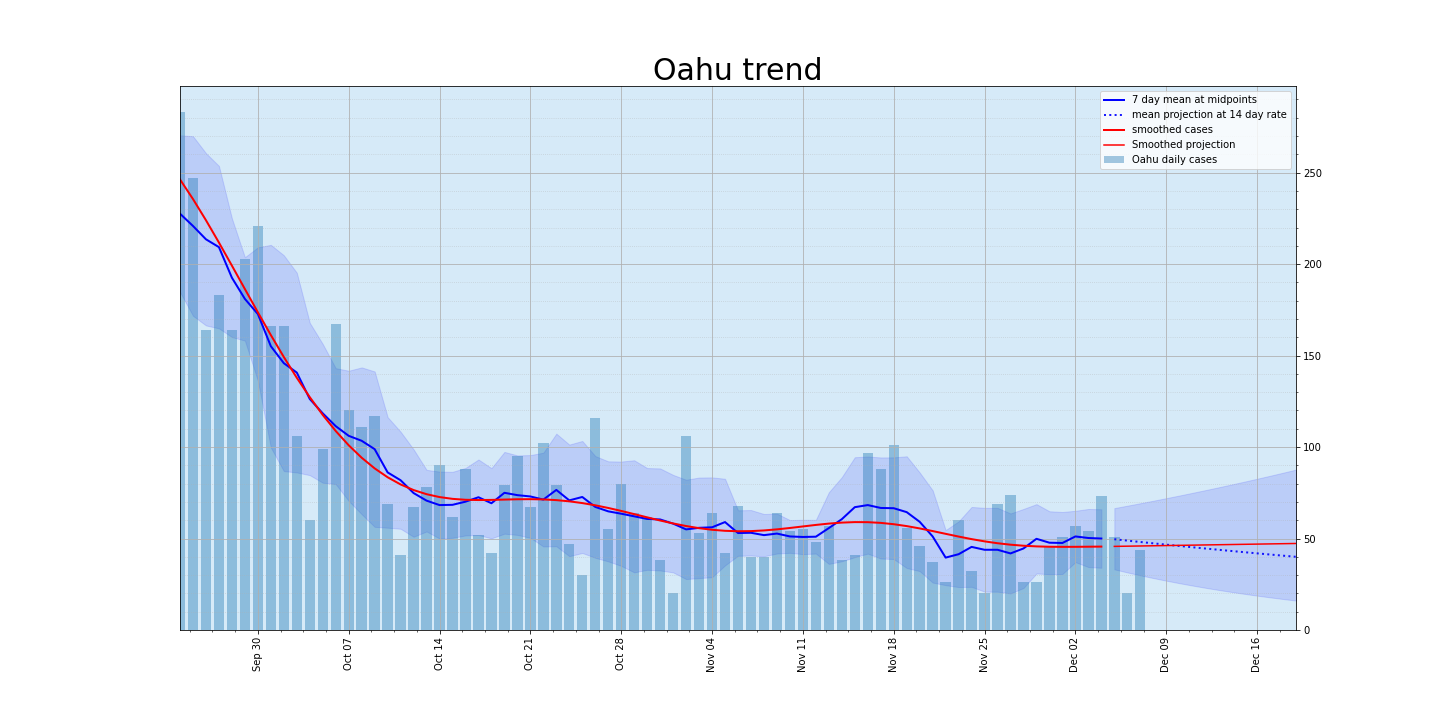 Oahu trend
7 day mean at midpoints
mean projection at 14 day rate
smoothed cases
Smoothed projection
Oahu daily cases
250
200
150
100
50
0
Sep 30
Oct 07
Oct 14
Oct 21
Oct 28
Nov 04
Nov 11
Nov 18
Nov 25
Dec 02
Dec 09
Dec 16